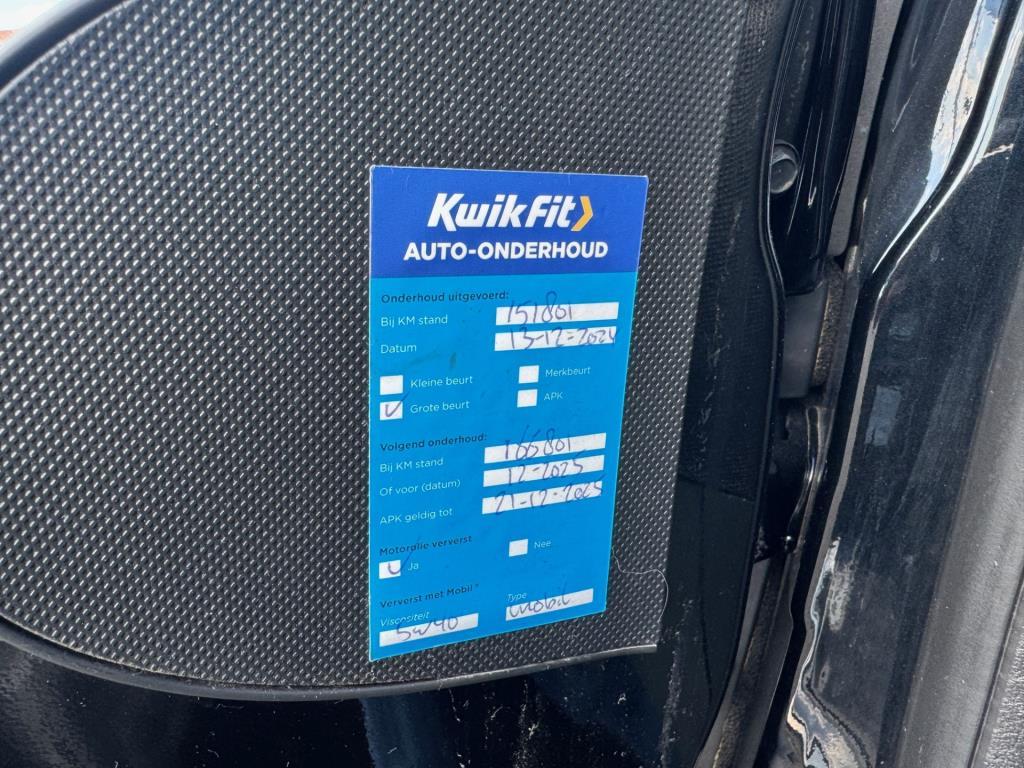 KwikFit
AUTO-ONDERHOUD
Onderhoud uitgevoerd:
Bij KM stand 151801
Datum 13-12-2024
Kleine beurt Merkbeurt
Grote beurt APK
Volgend onderhoud:
Bij KM stand 166801
Of voor (datum) 12-2025
APK geldig tot 21-12-2025
Motorolie ververst
Ja Nee
Ververst met Mobil*
Viscositeit Type
5w40 Mobil